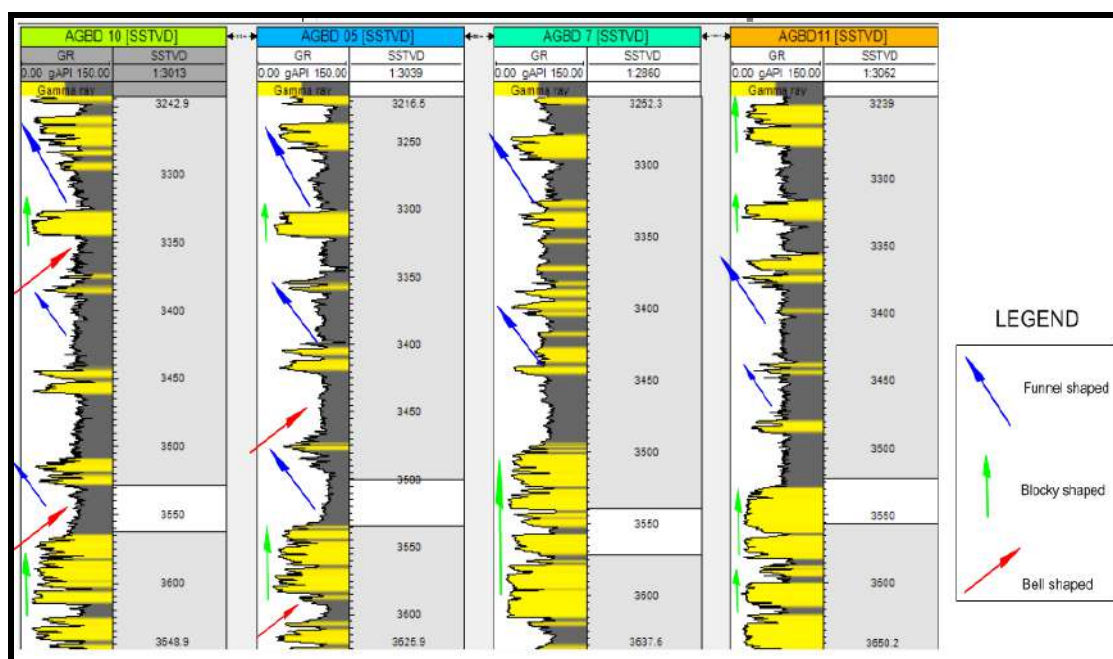 AGBD 10 [SSTVD]
GR SSTVD
0.00 gAPI 150.00 1:3013
Gamma ray
3242.9
3300
3350
3400
3450
3500
3550
3600
3648.9
AGBD 05 [SSTVD]
GR SSTVD
0.00 gAPI 150.00 1:3039
Gamma ray
3216.5
3250
3300
3350
3400
3450
3500
3550
3600
3625.9
AGBD 7 [SSTVD]
GR SSTVD
0.00 gAPI 150.00 1:2860
Gamma ray
3252.3
3300
3350
3400
3450
3500
3550
3600
3637.6
AGBD11 [SSTVD]
GR SSTVD
0.00 gAPI 150.00 1:3052
Gamma ray
3239
3300
3350
3400
3450
3500
3550
3500
3650.2
LEGEND
Funnel shaped
Blocky shaped
Bell shaped